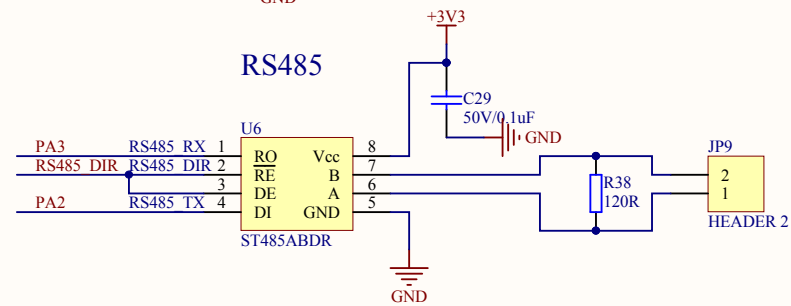 GND
+3V3
RS485
C29
50V/0.1uF
GND
U6
JP9
PA3 RS485_RX 1 RO Vcc 8
RS485_DIR RS485_DIR 2 RE B 7 2
3 DE A 6 R38 1
PA2 RS485_TX 4 DI GND 5 120R
HEADER 2
ST485ABDR
GND